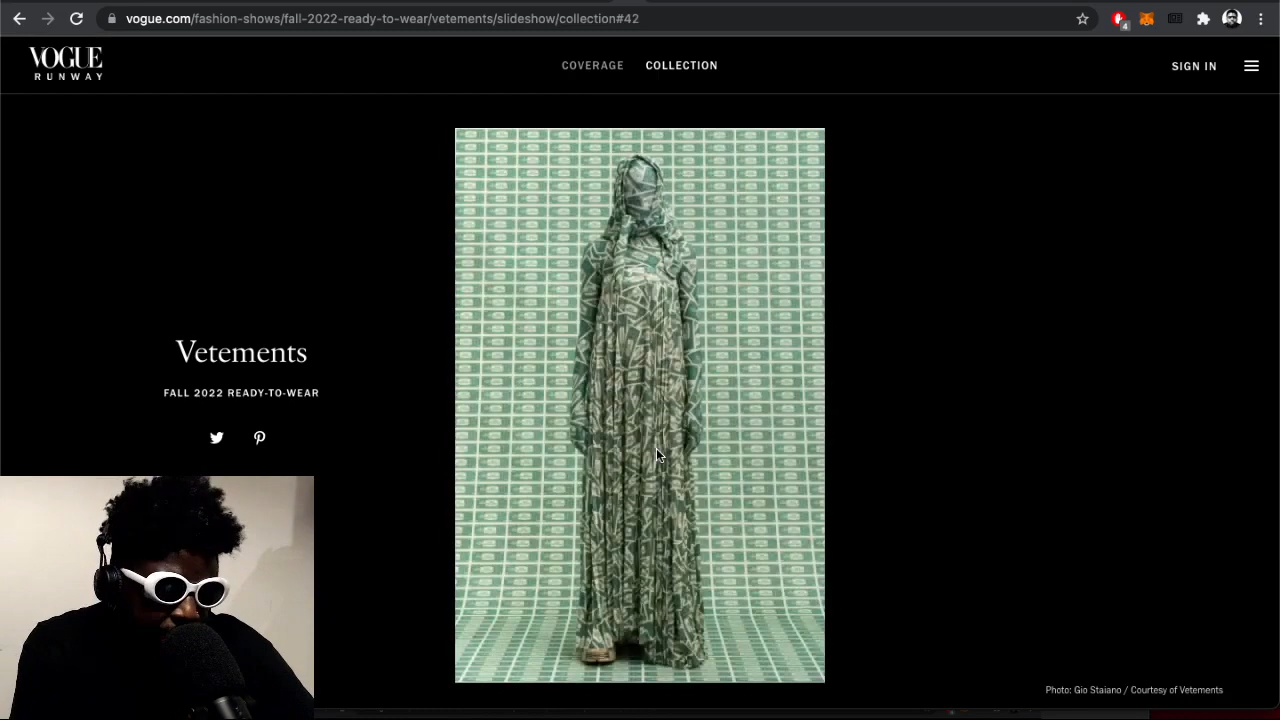 vogue.com/fashion-shows/fall-2022-ready-to-wear/vetements/slideshow/collection#42
4
VOGUE
RUNWAY
COVERAGE
COLLECTION
SIGN IN
Vetements
FALL 2022 READY-TO-WEAR
Photo: Gio Staiano / Courtesy of Vetements